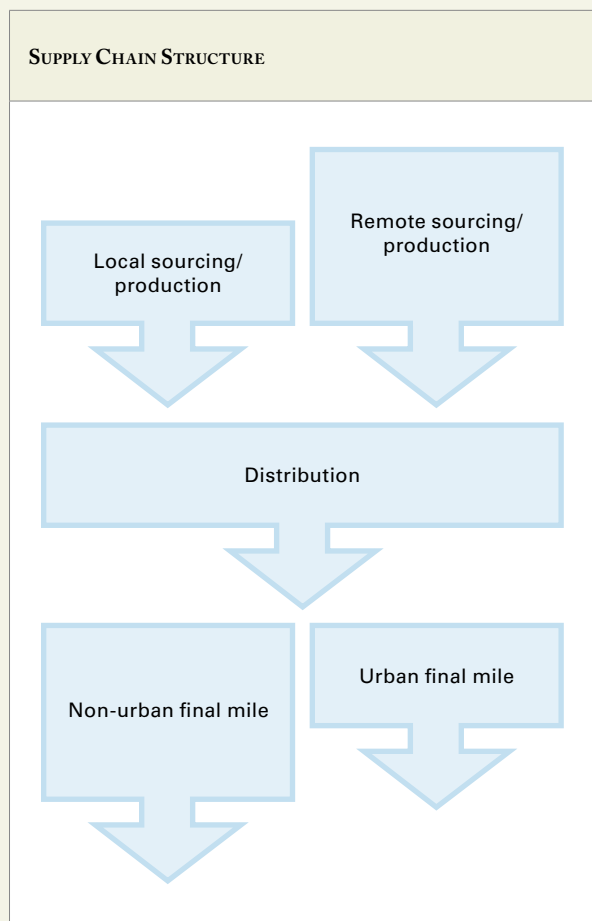 SUPPLY CHAIN STRUCTURE
Local sourcing/
production
Remote sourcing/
production
Distribution
Non-urban final mile
Urban final mile